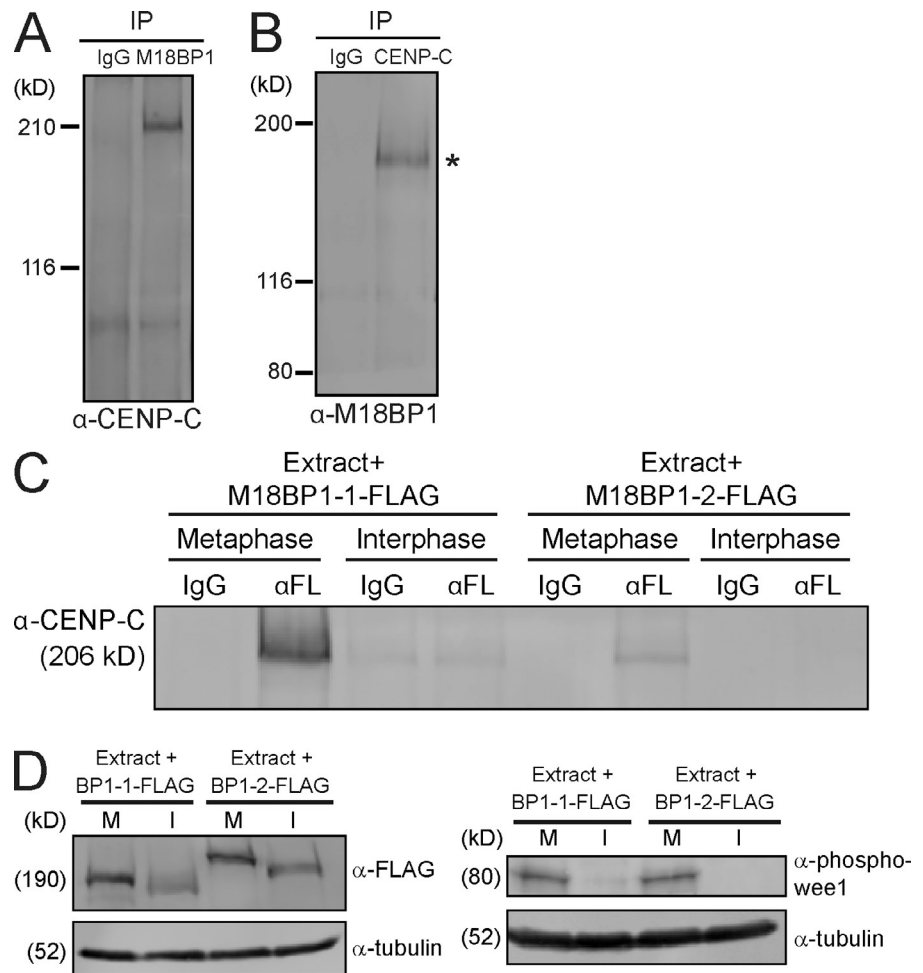 A
IP
IgG M18BP1
(kD)
210
116
α-CENP-C
B
IP
IgG CENP-C
(kD)
200
*
116
80
α-M18BP1
C
Extract+
M18BP1-1-FLAG
Extract+
M18BP1-2-FLAG
Metaphase Interphase Metaphase Interphase
IgG αFL IgG αFL IgG αFL IgG αFL
α-CENP-C
(206 kD)
D
Extract +
BP1-1-FLAG
Extract +
BP1-2-FLAG
(kD) M I M I
(190) α-FLAG
(52) α-tubulin
Extract +
BP1-1-FLAG
Extract +
BP1-2-FLAG
(kD) M I M I
(80) α-phospho-
wee1
(52) α-tubulin